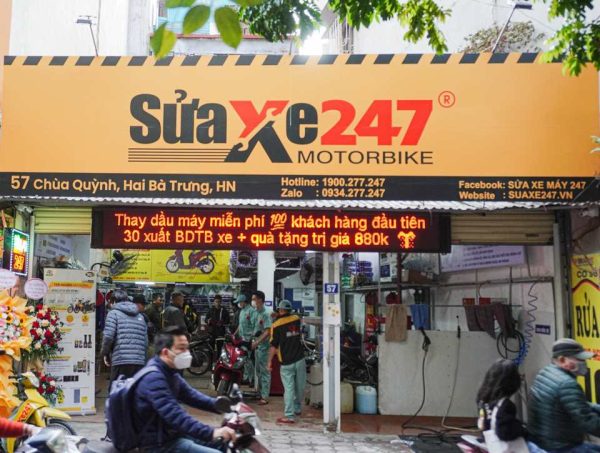 SửaXe247®
MOTORBIKE
57 Chùa Quỳnh, Hai Bà Trưng, HN
Hotline: 1900.277.247
Zalo : 0934.277.247
Facebook: SỬA XE MÁY 247
Website : SUAXE247.VN
Thay dầu máy miễn phí 💯 khách hàng đầu tiên
30 xuất BDTB xe + quà tặng trị giá 880k
57
RỬA